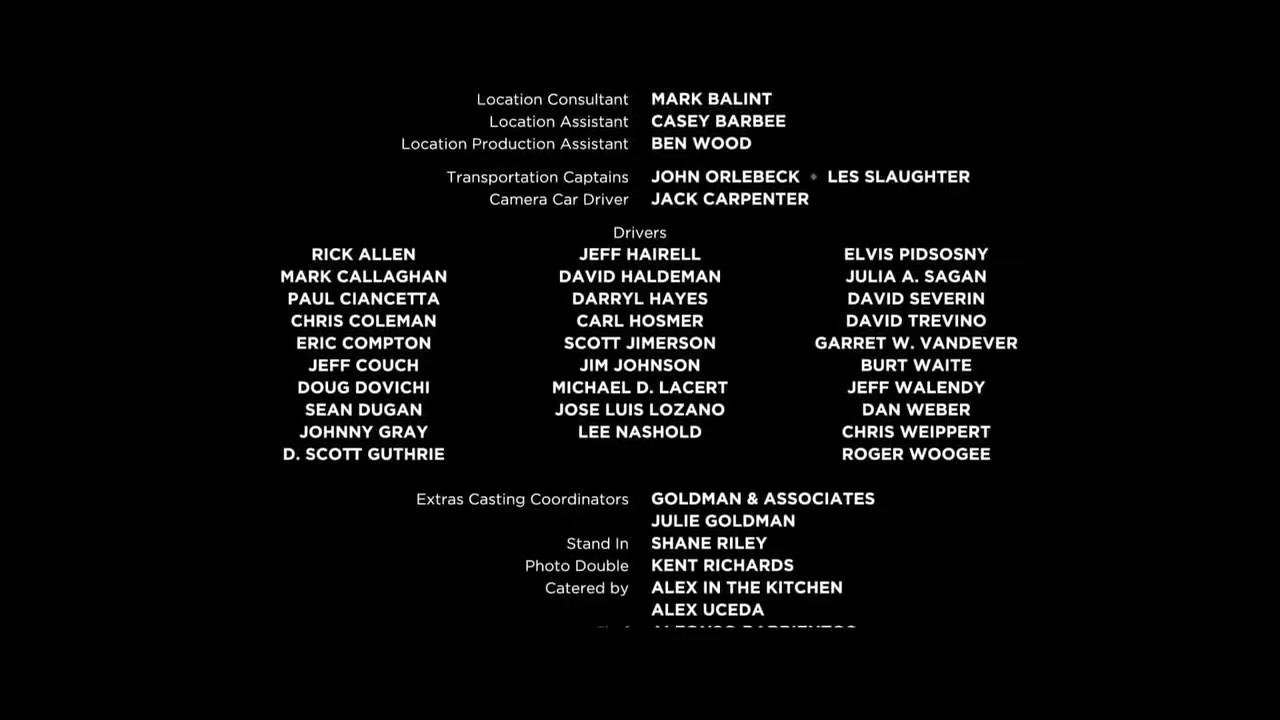 Location Consultant MARK BALINT
Location Assistant CASEY BARBEE
Location Production Assistant BEN WOOD
Transportation Captains JOHN ORLEBECK ◆ LES SLAUGHTER
Camera Car Driver JACK CARPENTER
Drivers
RICK ALLEN JEFF HAIRELL ELVIS PIDSOSNY
MARK CALLAGHAN DAVID HALDEMAN JULIA A. SAGAN
PAUL CIANCETTA DARRYL HAYES DAVID SEVERIN
CHRIS COLEMAN CARL HOSMER DAVID TREVINO
ERIC COMPTON SCOTT JIMERSON GARRET W. VANDEVER
JEFF COUCH JIM JOHNSON BURT WAITE
DOUG DOVICHI MICHAEL D. LACERT JEFF WALENDY
SEAN DUGAN JOSE LUIS LOZANO DAN WEBER
JOHNNY GRAY LEE NASHOLD CHRIS WEIPPERT
D. SCOTT GUTHRIE ROGER WOOGEE
Extras Casting Coordinators GOLDMAN & ASSOCIATES
JULIE GOLDMAN
Stand In SHANE RILEY
Photo Double KENT RICHARDS
Catered by ALEX IN THE KITCHEN
ALEX UCEDA